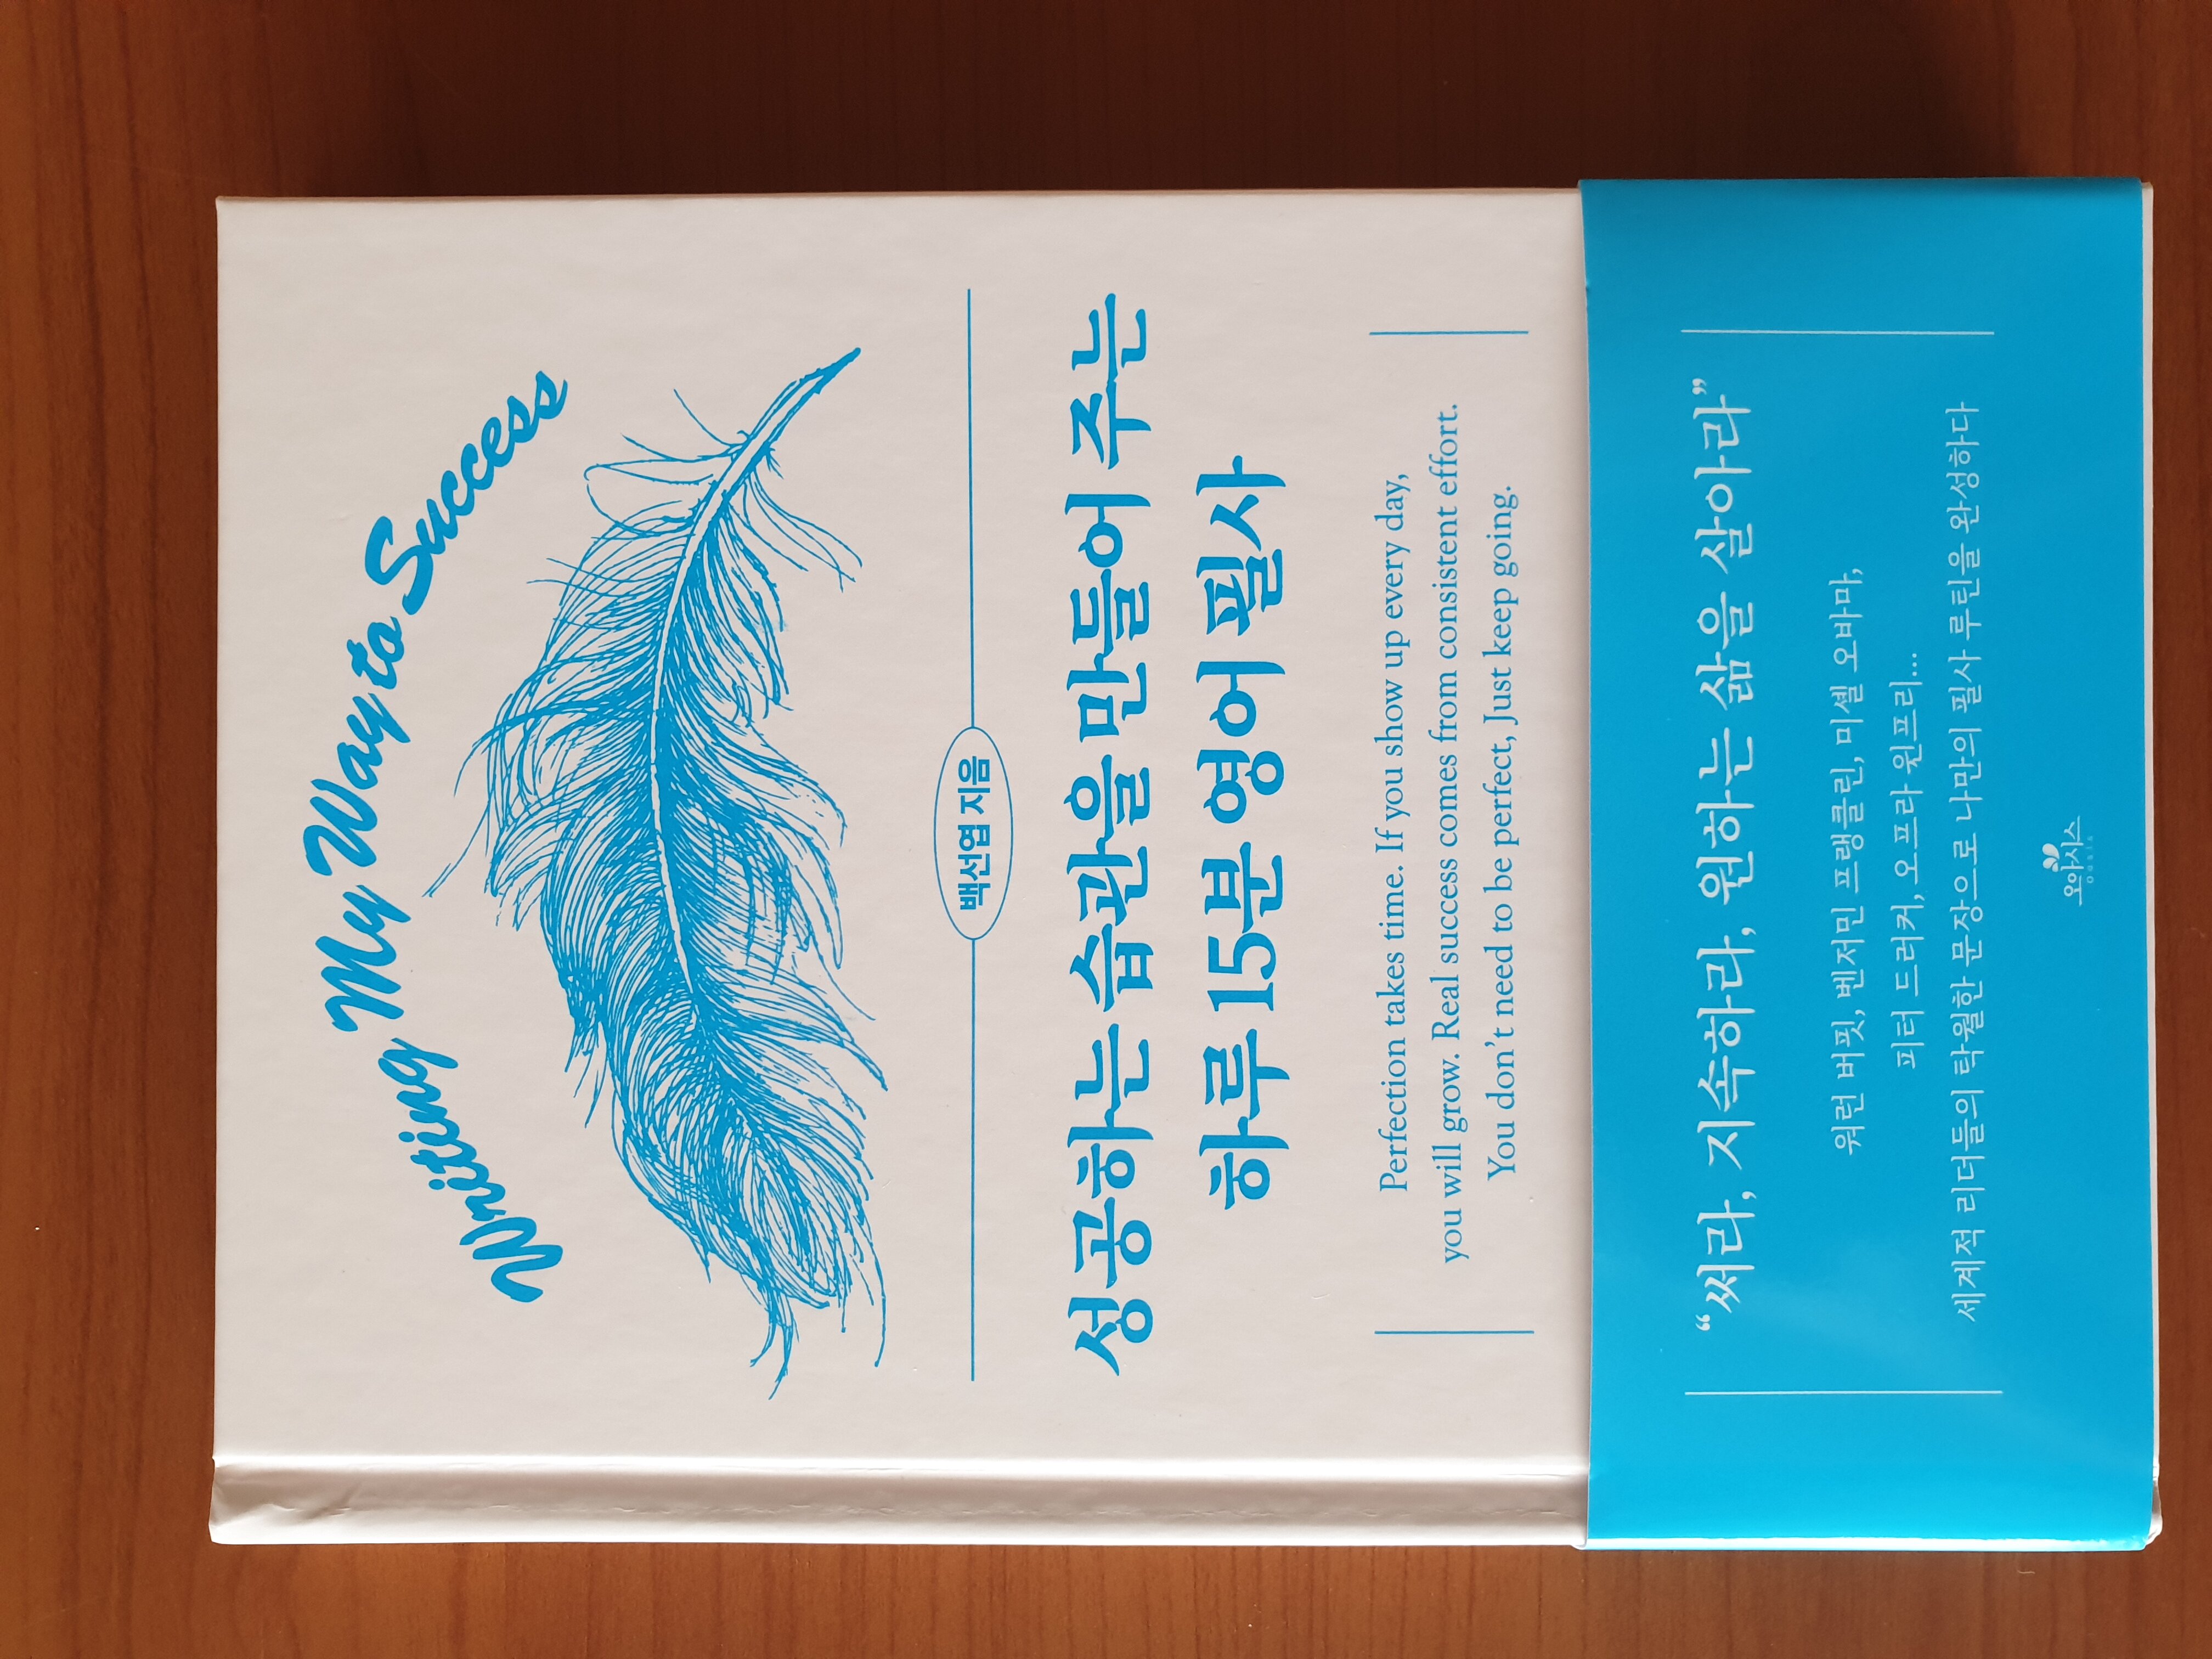 Writing My Way to Success
백선엽 지음
성공하는 습관을 만들어 주는
하루 15분 영어 필사
Perfection takes time. If you show up every day,
you will grow. Real success comes from consistent effort.
You don’t need to be perfect, Just keep going.
“써라, 지속하라, 원하는 삶을 살아라”
워런 버핏, 벤저민 프랭클린, 미셸 오바마,
피터 드러커, 오프라 윈프리…
세계적 리더들의 탁월한 문장으로 나만의 필사 루틴을 완성하다
오아시스
Oasis